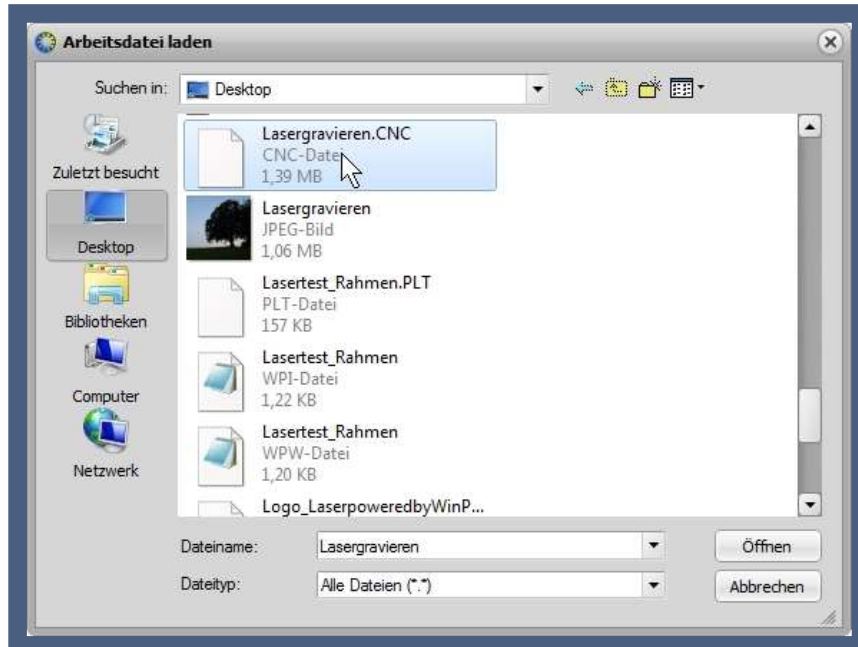 Arbeitsdatei laden
Suchen in:
Desktop
Zuletzt besucht
Desktop
Bibliotheken
Computer
Netzwerk
Lasergravieren.CNC
CNC-Datei
1,39 MB
Lasergravieren
JPEG-Bild
1,06 MB
Lasertest_Rahmen.PLT
PLT-Datei
157 KB
Lasertest_Rahmen
WPI-Datei
1,22 KB
Lasertest_Rahmen
WPW-Datei
1,20 KB
Logo_LaserpoweredbyWinP...
Dateiname:
Lasergravieren
Öffnen
Dateityp:
Alle Dateien (*.*)
Abbrechen